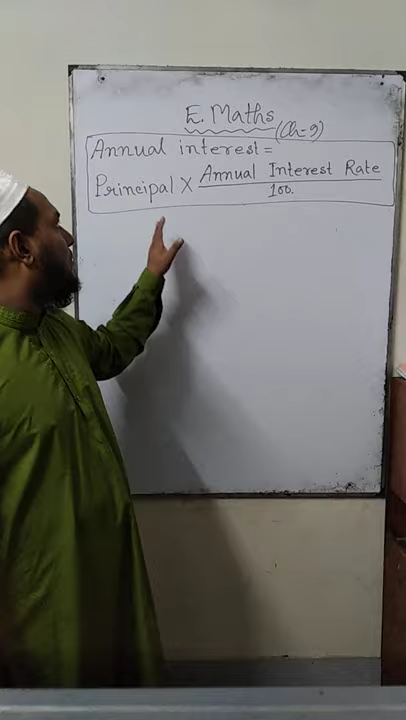 E. Maths
(Ch-9)
Annual interest =
Principal × Annual Interest Rate
100.